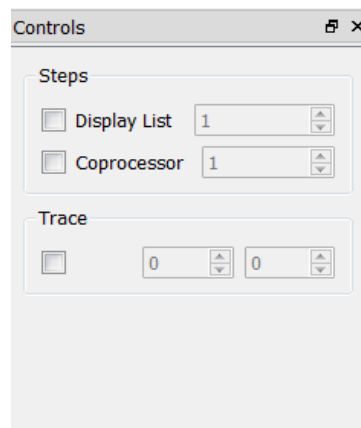 Controls
Steps
Display List 1
Coprocessor 1
Trace
0 0